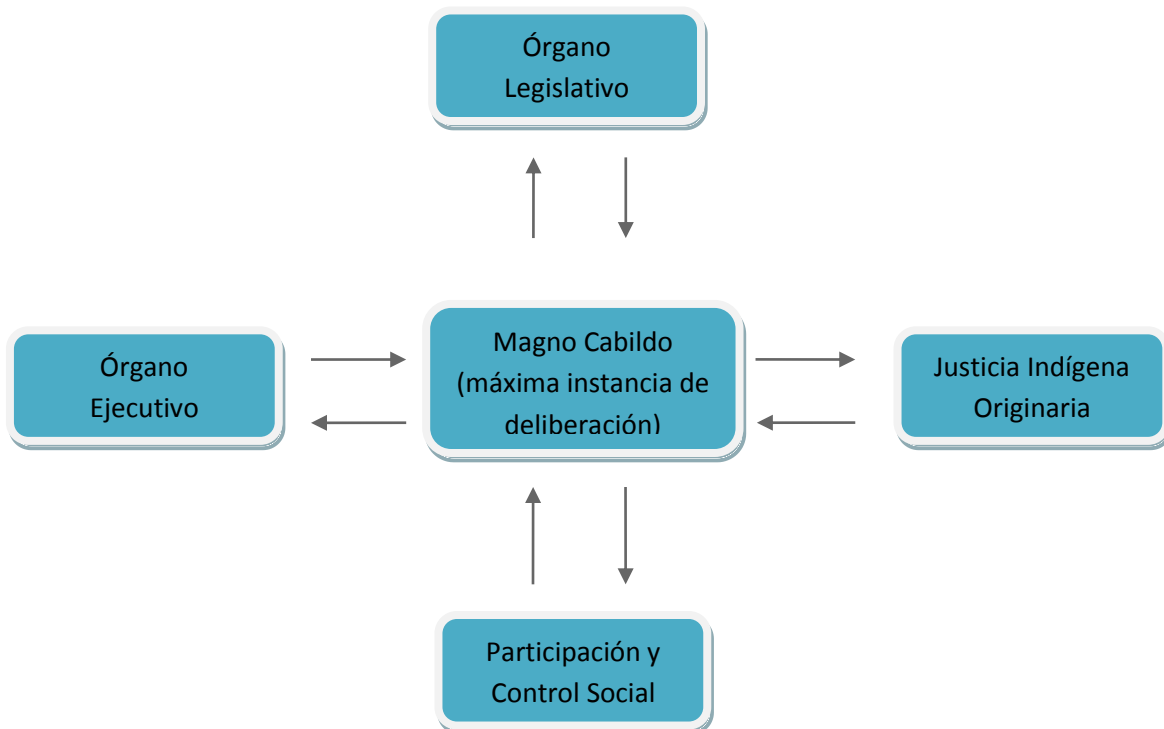 Órgano
Legislativo
Órgano
Ejecutivo
Magno Cabildo
(máxima instancia de
deliberación)
Justicia Indígena
Originaria
Participación y
Control Social